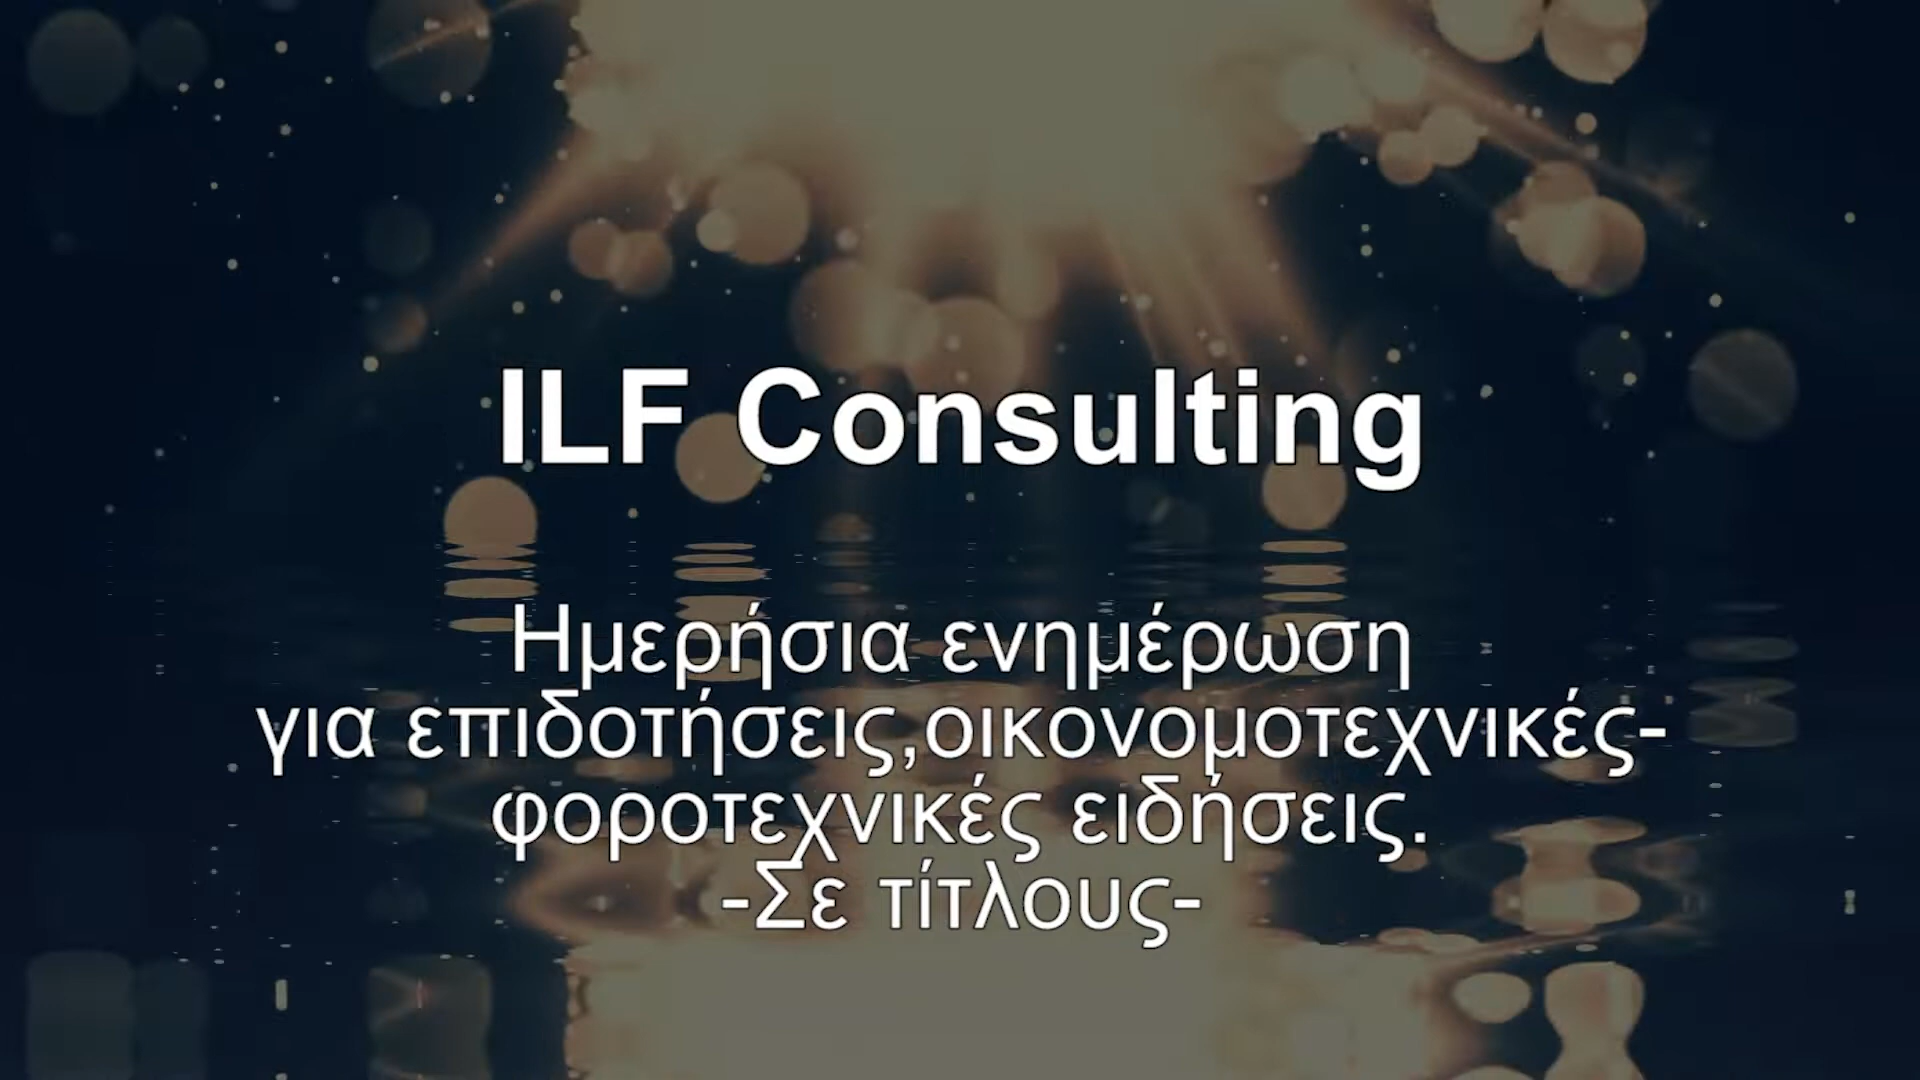 ILF Consulting
Ημερήσια ενημέρωση
για επιδοτήσεις,οικονομοτεχνικές-
φοροτεχνικές ειδήσεις.
-Σε τίτλους-